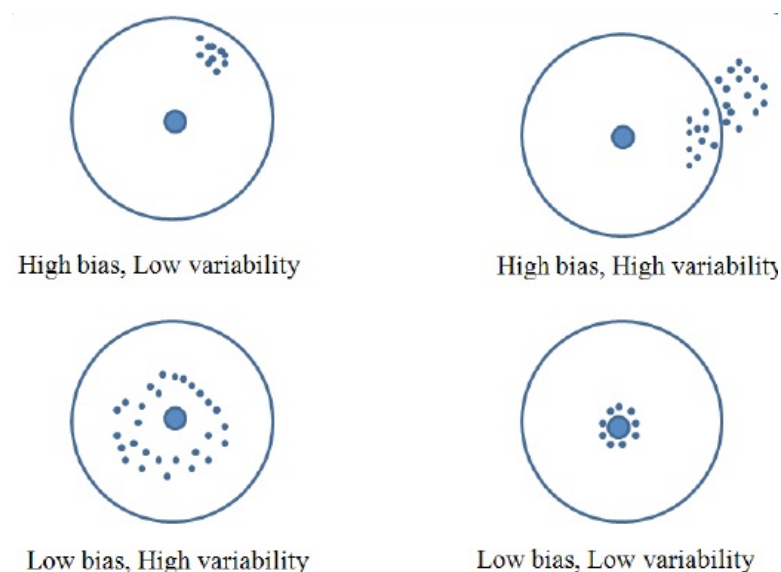 High bias, Low variability
High bias, High variability
Low bias, High variability
Low bias, Low variability